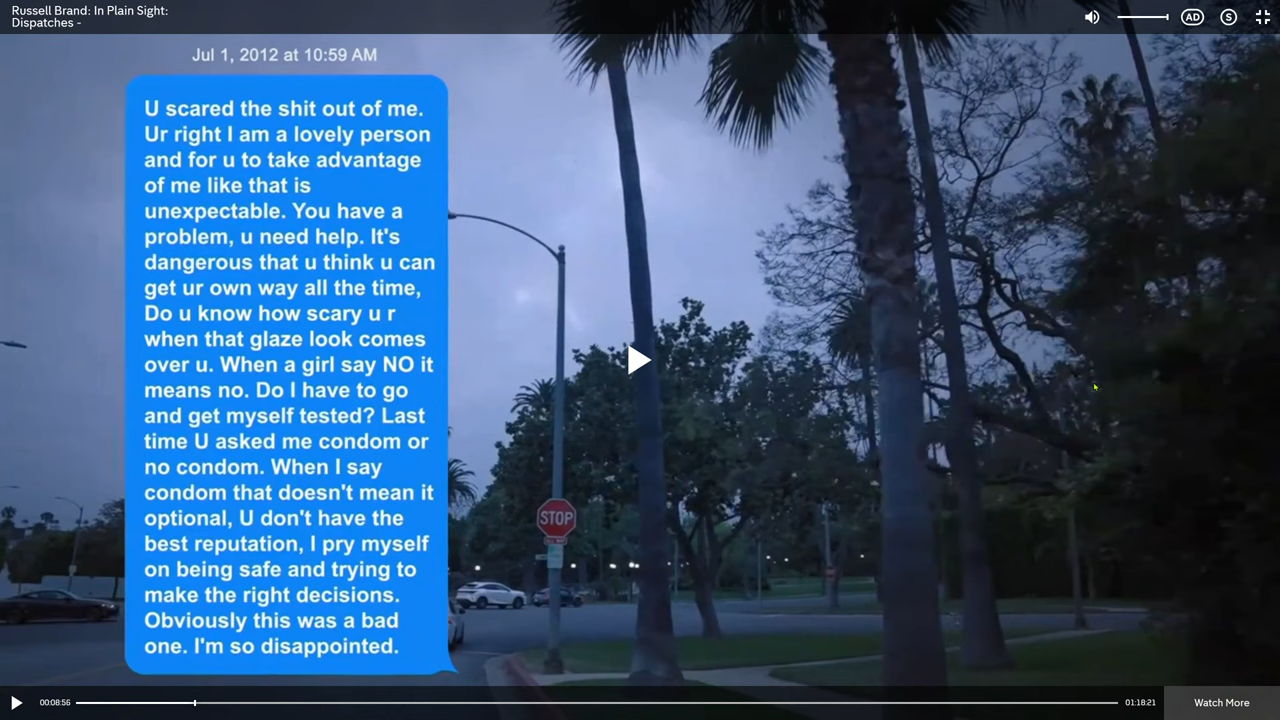 Russell Brand: In Plain Sight:
Dispatches -
AD
S
Jul 1, 2012 at 10:59 AM
U scared the shit out of me.
Ur right I am a lovely person
and for u to take advantage
of me like that is
unexpectable. You have a
problem, u need help. It's
dangerous that u think u can
get ur own way all the time,
Do u know how scary u r
when that glaze look comes
over u. When a girl say NO it
means no. Do I have to go
and get myself tested? Last
time U asked me condom or
no condom. When I say
condom that doesn't mean it
optional, U don't have the
best reputation, I pry myself
on being safe and trying to
make the right decisions.
Obviously this was a bad
one. I'm so disappointed.
STOP
00:08:56
01:18:21
Watch More